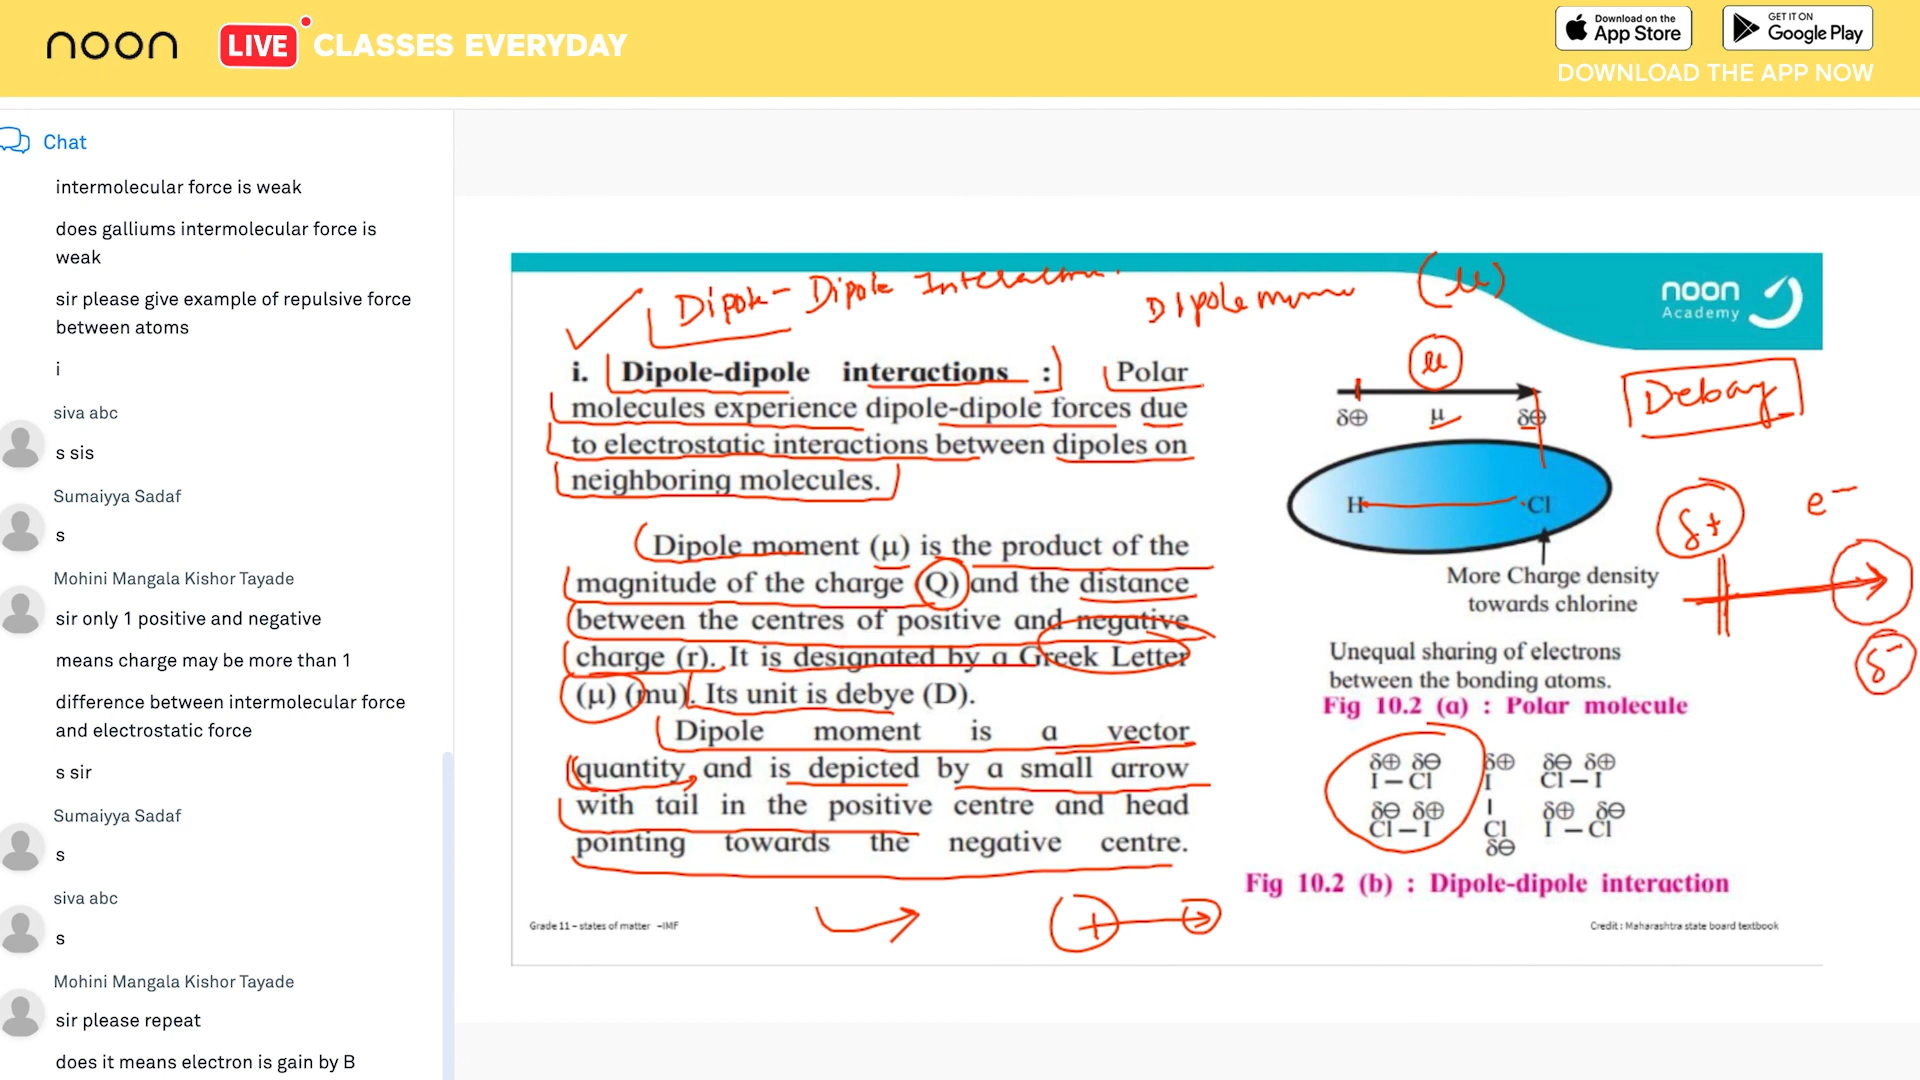 noon LIVE CLASSES EVERYDAY
Download on the App Store
GET IT ON Google Play
DOWNLOAD THE APP NOW
Chat
intermolecular force is weak
does galliums intermolecular force is
weak
sir please give example of repulsive force
between atoms
i
siva abc
s sis
Sumaiyya Sadaf
s
Mohini Mangala Kishor Tayade
sir only 1 positive and negative
means charge may be more than 1
difference between intermolecular force
and electrostatic force
s sir
Sumaiyya Sadaf
s
siva abc
s
Mohini Mangala Kishor Tayade
sir please repeat
does it means electron is gain by B
Dipole - Dipole Interaction
Dipole mome
(μ)
noon
Academy
i. Dipole-dipole interactions : Polar
molecules experience dipole-dipole forces due
to electrostatic interactions between dipoles on
neighboring molecules.
Dipole moment (μ) is the product of the
magnitude of the charge (Q) and the distance
between the centres of positive and negative
charge (r). It is designated by a Greek Letter
(μ) (mu). Its unit is debye (D).
Dipole moment is a vector
quantity, and is depicted by a small arrow
with tail in the positive centre and head
pointing towards the negative centre.
+
μ
δ⊕ μ δ⊖
Debay
H Cl
δ+ e⁻
More Charge density
towards chlorine
δ⁻
Unequal sharing of electrons
between the bonding atoms.
Fig 10.2 (a) : Polar molecule
δ⊕ δ⊖ δ⊕ δ⊖ δ⊕
I – Cl I Cl – I
δ⊖ δ⊕ | δ⊕ δ⊖
Cl – I Cl I – Cl
δ⊖
Fig 10.2 (b) : Dipole-dipole interaction
Grade 11 – states of matter –IMF
Credit : Maharashtra state board textbook